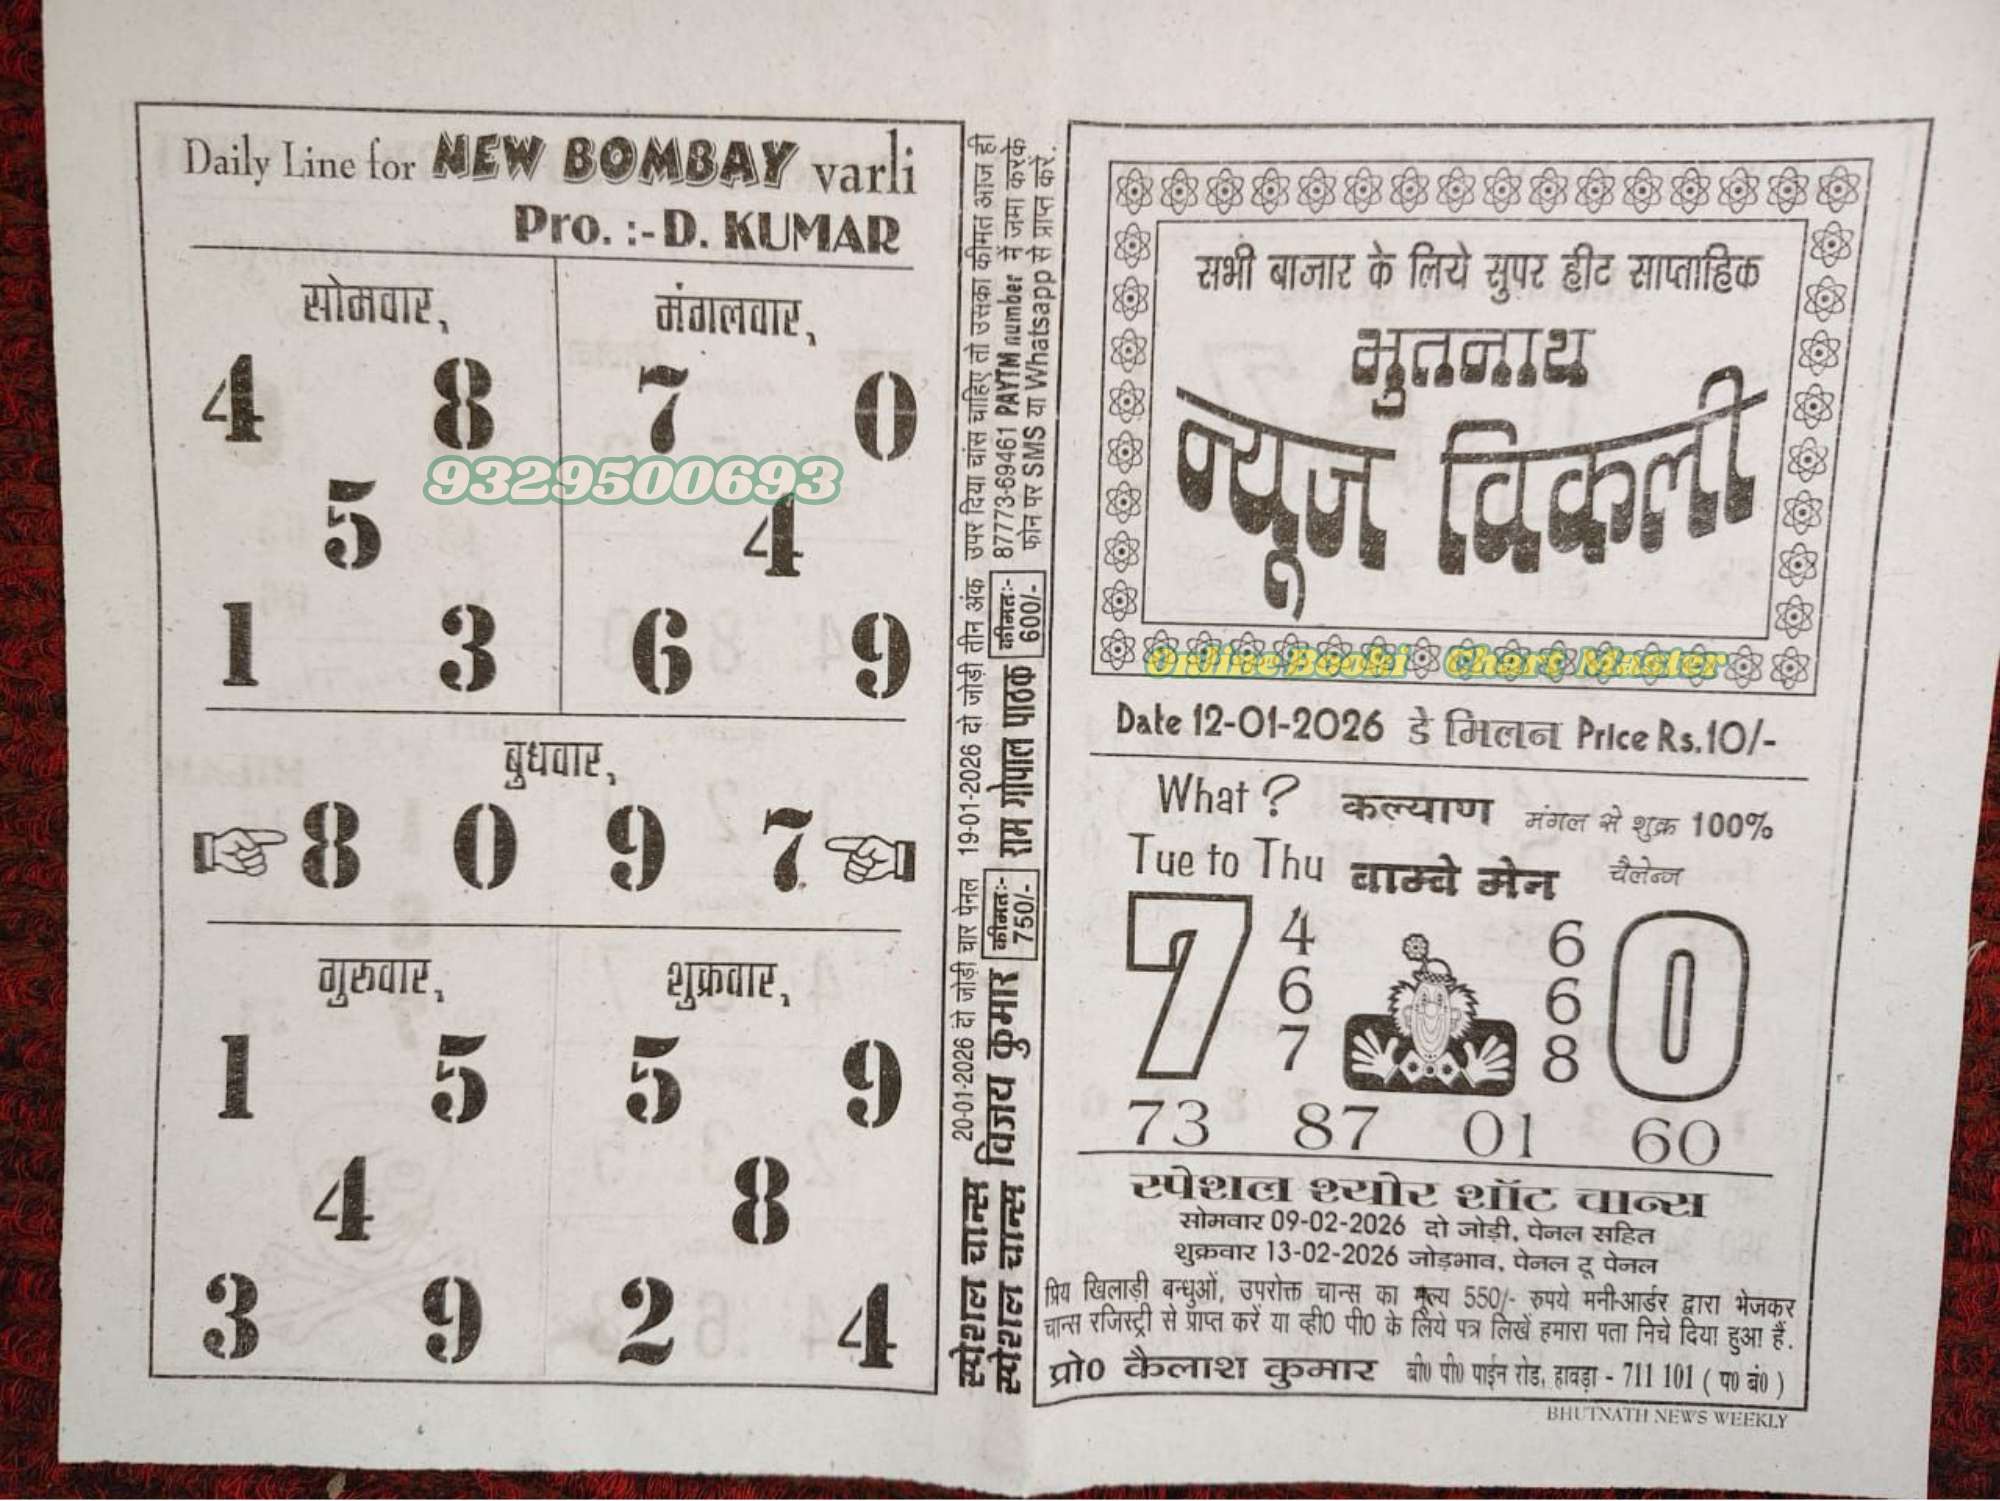 Daily Line for NEW BOMBAY varli
Pro. :- D. KUMAR
सोमवार,
4 8
5
1 3
मंगलवार,
7 0
4
6 9
9329500693
बुधवार,
8 0 9 7
गुरुवार,
1 5
4
3 9
शुक्रवार,
5 9
8
2 4
स्पेशल चान्स 20-01-2026 दो जोड़ी चार पेनल 19-01-2026 दो जोड़ी तीन अंक उपर दिया चांस चाहिए तो उसका कीमत आज ही
स्पेशल चान्स विजय कुमार कीमतः- 750/- राम गोपाल पाठक कीमतः- 600/- 87773-69461 PAYTM number में जमा करके
फोन पर SMS या Whatsapp से प्राप्त करें.
सभी बाजार के लिये सुपर हीट साप्ताहिक
भुतनाथ
न्यूज विकली
Online Booki Chart Master
Date 12-01-2026 डे मिलन Price Rs.10/-
What ? कल्याण मंगल से शुक्र 100%
Tue to Thu वाम्वे मेन चैलेन्ज
7 4 6 0
6 6
7 8
73 87 01 60
स्पेशल श्योर शॉट चान्स
सोमवार 09-02-2026 दो जोड़ी, पेनल सहित
शुक्रवार 13-02-2026 जोड़भाव, पेनल टू पेनल
प्रिय खिलाड़ी बन्धुओं, उपरोक्त चान्स का मूल्य 550/- रुपये मनी-आर्डर द्वारा भेजकर
चान्स रजिस्ट्री से प्राप्त करें या व्ही0 पी0 के लिये पत्र लिखें हमारा पता निचे दिया हुआ हैं.
प्रो0 कैलाश कुमार बी0 पी0 पाईन रोड, हावड़ा - 711 101 ( प0 बं0 )
BHUTNATH NEWS WEEKLY